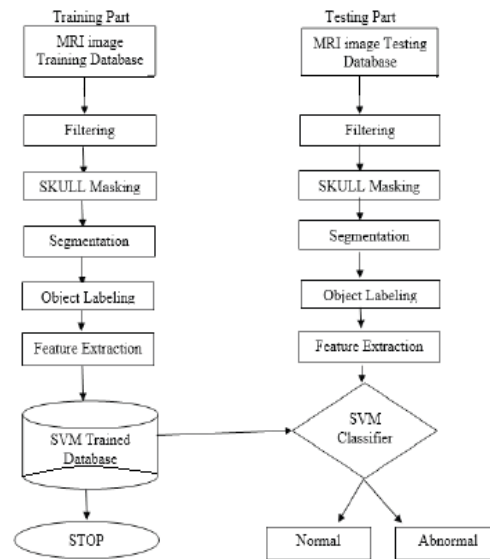 Training Part
MRI image
Training Database
Filtering
SKULL Masking
Segmentation
Object Labeling
Feature Extraction
SVM Trained
Database
STOP
Testing Part
MRI image Testing
Database
Filtering
SKULL Masking
Segmentation
Object Labeling
Feature Extraction
SVM
Classifier
Normal
Abnormal